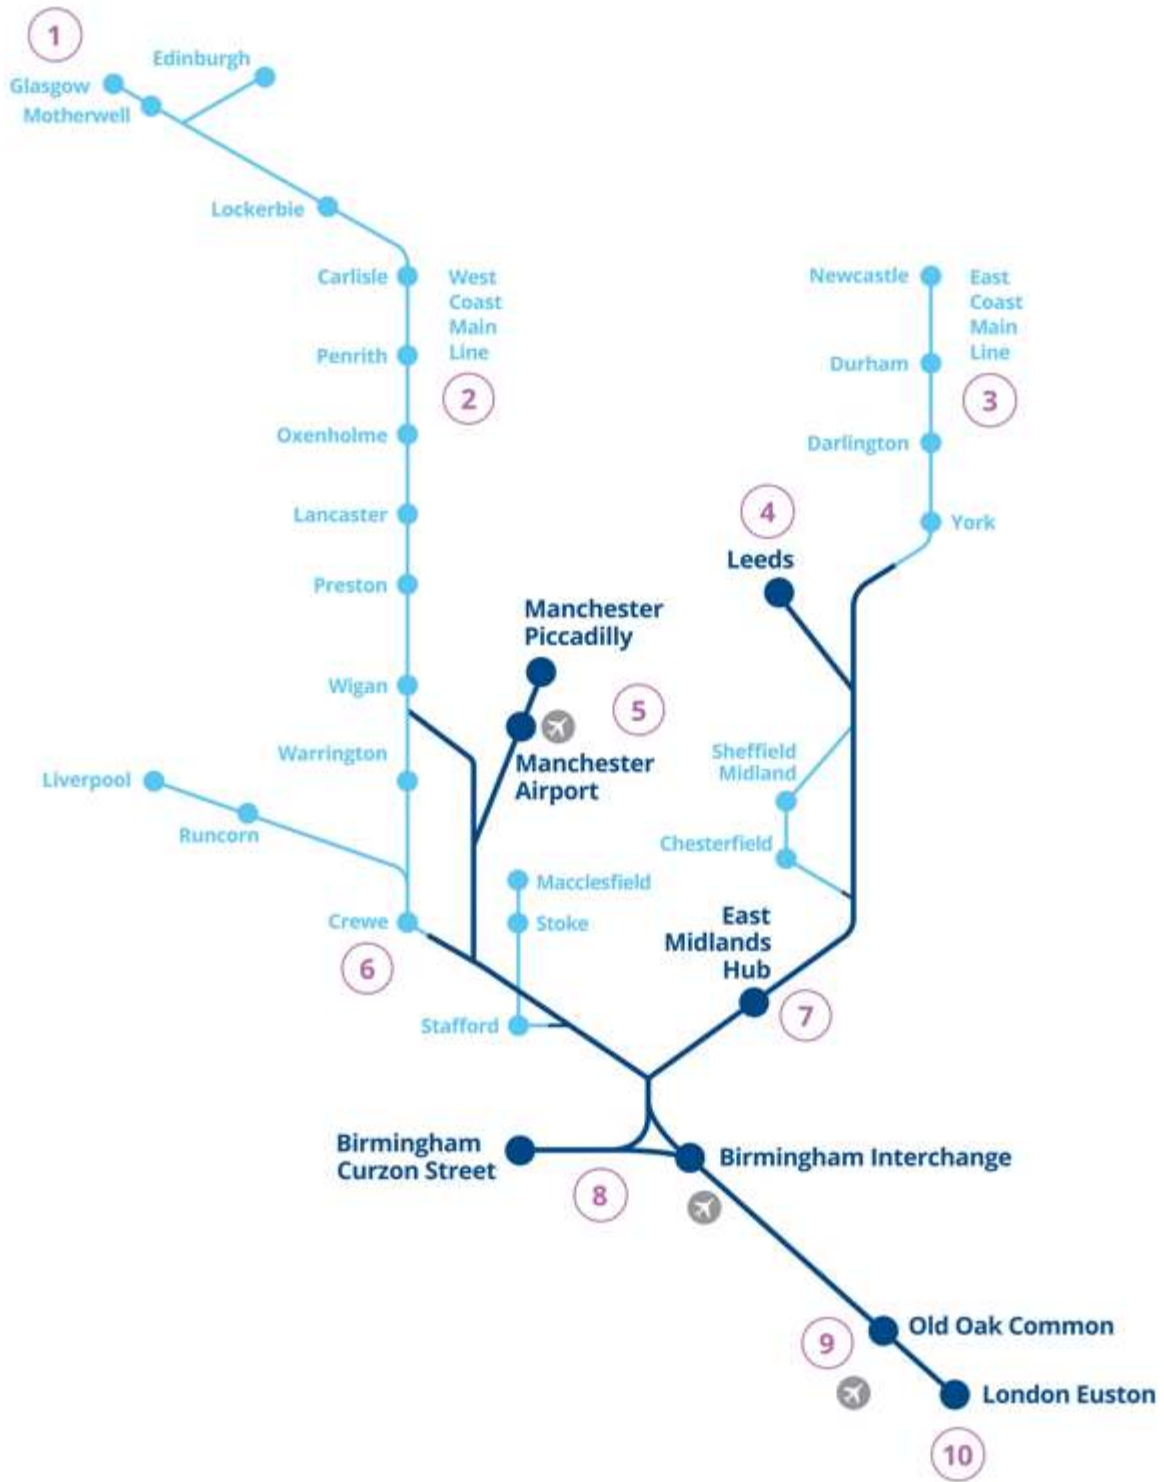 1
Edinburgh
Glasgow
Motherwell
Lockerbie
Carlisle
West
Coast
Main
Line
2
Newcastle
East
Coast
Main
Line
3
Penrith
Durham
Oxenholme
Darlington
Lancaster
4
Leeds
York
Preston
Manchester
Piccadilly
Wigan
5
Warrington
Manchester
Airport
Sheffield
Midland
Liverpool
Runcorn
Chesterfield
Macclesfield
Stoke
Crewe
6
East
Midlands
Hub
7
Stafford
Birmingham
Curzon Street
8
Birmingham Interchange
Old Oak Common
9
London Euston
10